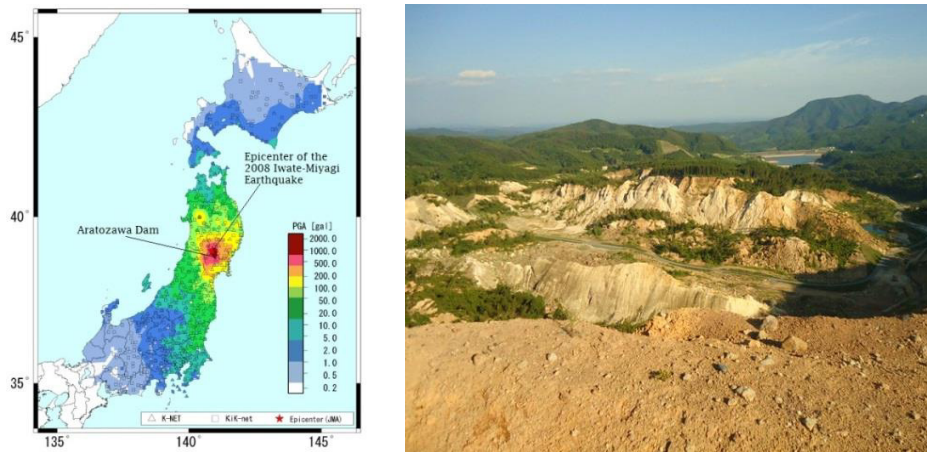 45°
40°
35°
135°
140°
145°
Epicenter of the
2008 Iwate-Miyagi
Earthquake
Aratozawa Dam
PGA [gal]
2000.0
1000.0
500.0
200.0
100.0
50.0
20.0
10.0
5.0
2.0
1.0
0.5
0.2
K-NET
KiK-net
Epicenter(JMA)